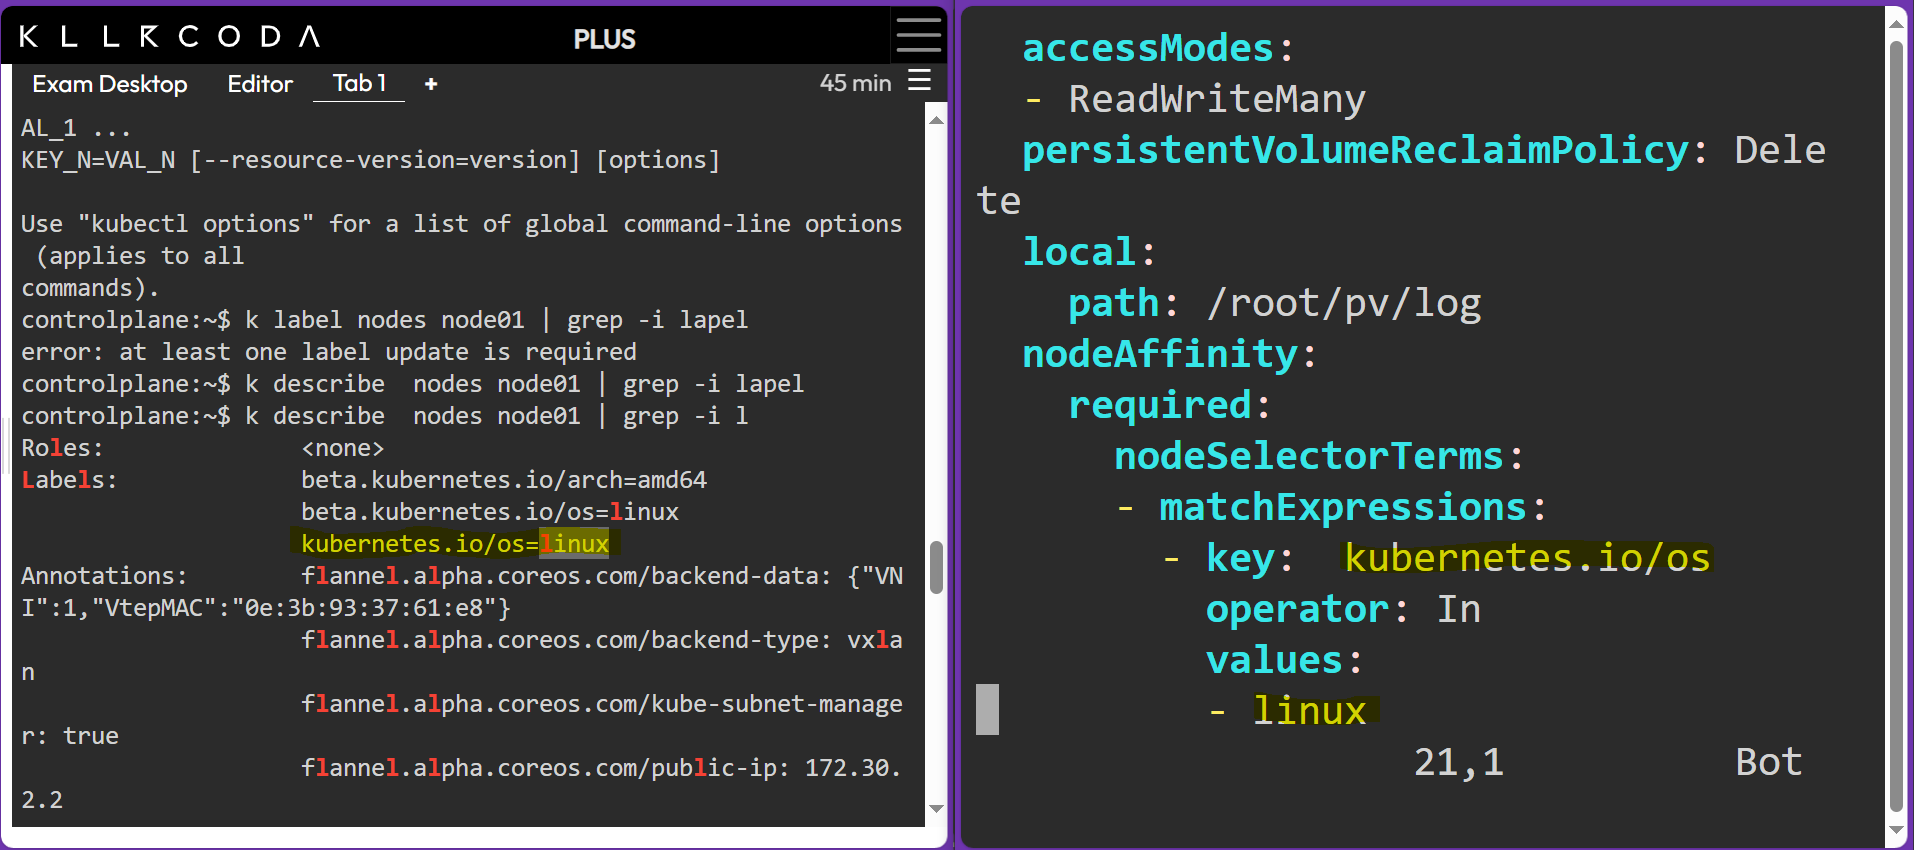 KILLERCODA
PLUS
Exam Desktop Editor Tab 1 + 45 min
AL_1 ...
KEY_N=VAL_N [--resource-version=version] [options]
Use "kubectl options" for a list of global command-line options
(applies to all
commands).
controlplane:~$ k label nodes node01 | grep -i lapel
error: at least one label update is required
controlplane:~$ k describe  nodes node01 | grep -i lapel
controlplane:~$ k describe  nodes node01 | grep -i l
Roles: <none>
Labels: beta.kubernetes.io/arch=amd64
beta.kubernetes.io/os=linux
kubernetes.io/os=linux
Annotations: flannel.alpha.coreos.com/backend-data: {"VN
I":1,"VtepMAC":"0e:3b:93:37:61:e8"}
flannel.alpha.coreos.com/backend-type: vxla
n
flannel.alpha.coreos.com/kube-subnet-manage
r: true
flannel.alpha.coreos.com/public-ip: 172.30.
2.2
accessModes:
- ReadWriteMany
persistentVolumeReclaimPolicy: Dele
te
local:
path: /root/pv/log
nodeAffinity:
required:
nodeSelectorTerms:
- matchExpressions:
- key:  kubernetes.io/os
operator: In
values:
- linux
21,1 Bot